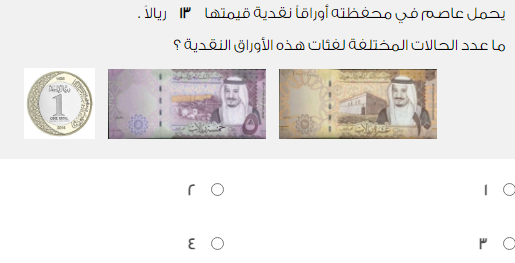 يحمل عاصم في محفظته أوراقاً نقدية قيمتها ١٣ ريالاً .
ما عدد الحالات المختلفة لفئات هذه الأوراق النقدية ؟
١
٢
٣
٤